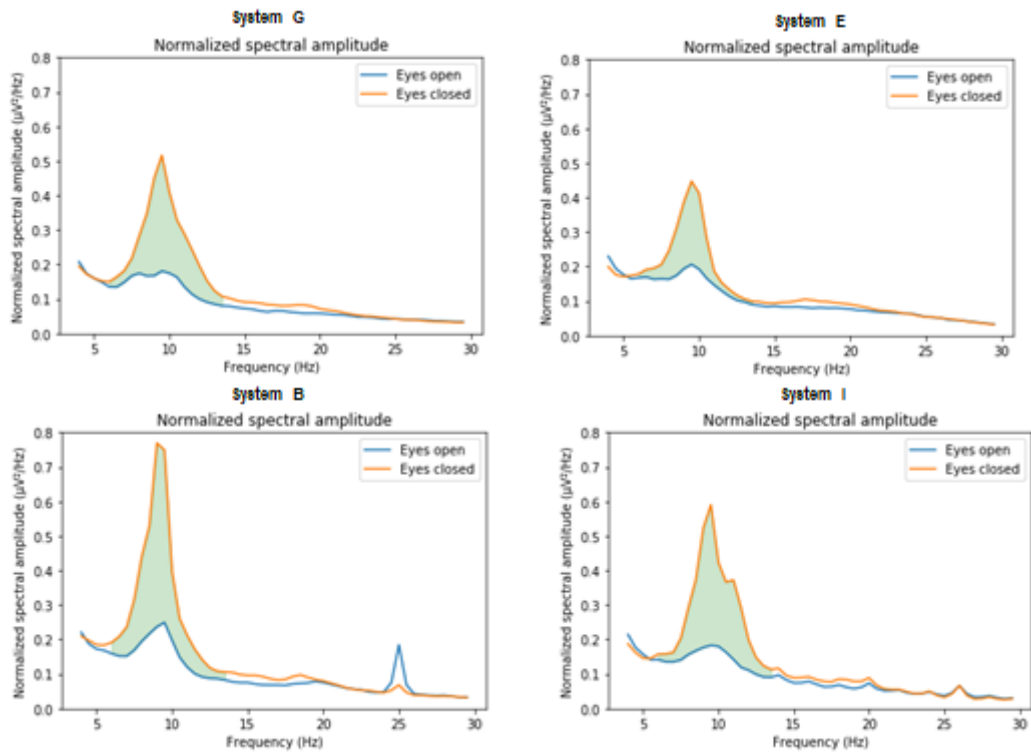 System G
Normalized spectral amplitude
Normalized spectral amplitude (µV²/Hz)
0.8
0.7
0.6
0.5
0.4
0.3
0.2
0.1
0.0
Eyes open
Eyes closed
5 10 15 20 25 30
Frequency (Hz)
System E
Normalized spectral amplitude
Normalized spectral amplitude (µV²/Hz)
0.8
0.7
0.6
0.5
0.4
0.3
0.2
0.1
0.0
Eyes open
Eyes closed
5 10 15 20 25 30
Frequency (Hz)
System B
Normalized spectral amplitude
Normalized spectral amplitude (µV²/Hz)
0.8
0.7
0.6
0.5
0.4
0.3
0.2
0.1
0.0
Eyes open
Eyes closed
5 10 15 20 25 30
Frequency (Hz)
System I
Normalized spectral amplitude
Normalized spectral amplitude (µV²/Hz)
0.8
0.7
0.6
0.5
0.4
0.3
0.2
0.1
0.0
Eyes open
Eyes closed
5 10 15 20 25 30
Frequency (Hz)